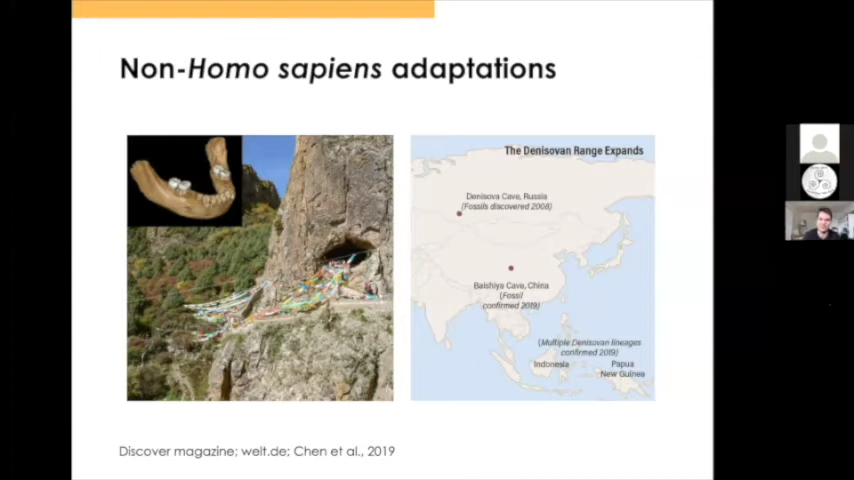 Non-Homo sapiens adaptations
The Denisovan Range Expands
Denisova Cave, Russia
(Fossils discovered 2008)
Baishiya Cave, China
(Fossil
confirmed 2019)
(Multiple Denisovan lineages
confirmed 2019)
Indonesia
Papua
New Guinea
Discover magazine; welt.de; Chen et al., 2019